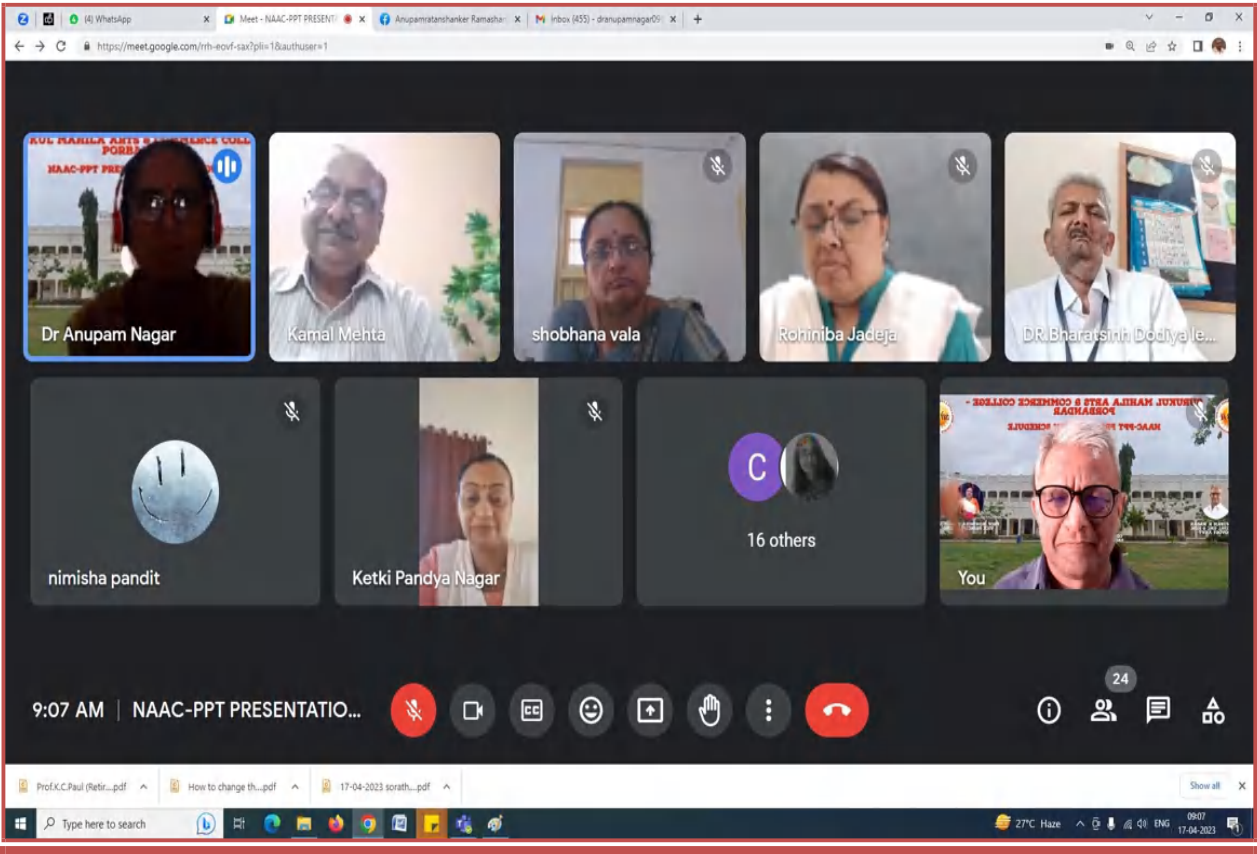 (4) WhatsApp
Meet - NAAC-PPT PRESENT
Anupamratanshanker Ramasha
Inbox (455) - dranupamnagar09
https://meet.google.com/rrh-eovf-sax?pli=1&authuser=1
Dr Anupam Nagar
Kamal Mehta
shobhana vala
Rohiniba Jadeja
DR.Bharatsinh Dodiya le...
NAAC-PPT
PORBANDAR
nimisha pandit
Ketki Pandya Nagar
C
16 others
You
24
9:07 AM | NAAC-PPT PRESENTATIO...
CC
Prof.K.C.Paul (Retir....pdf
How to change th....pdf
17-04-2023 sorath....pdf
Show all
Type here to search
27°C Haze
ENG
09:07
17-04-2023